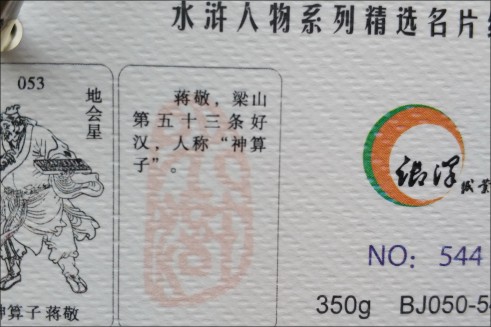 水浒人物系列精选名片
053
地会星
神算子蒋敬
蒋敬，梁山
第五十三条好
汉，人称“神算
子”。
NO: 544
350g BJ050-5